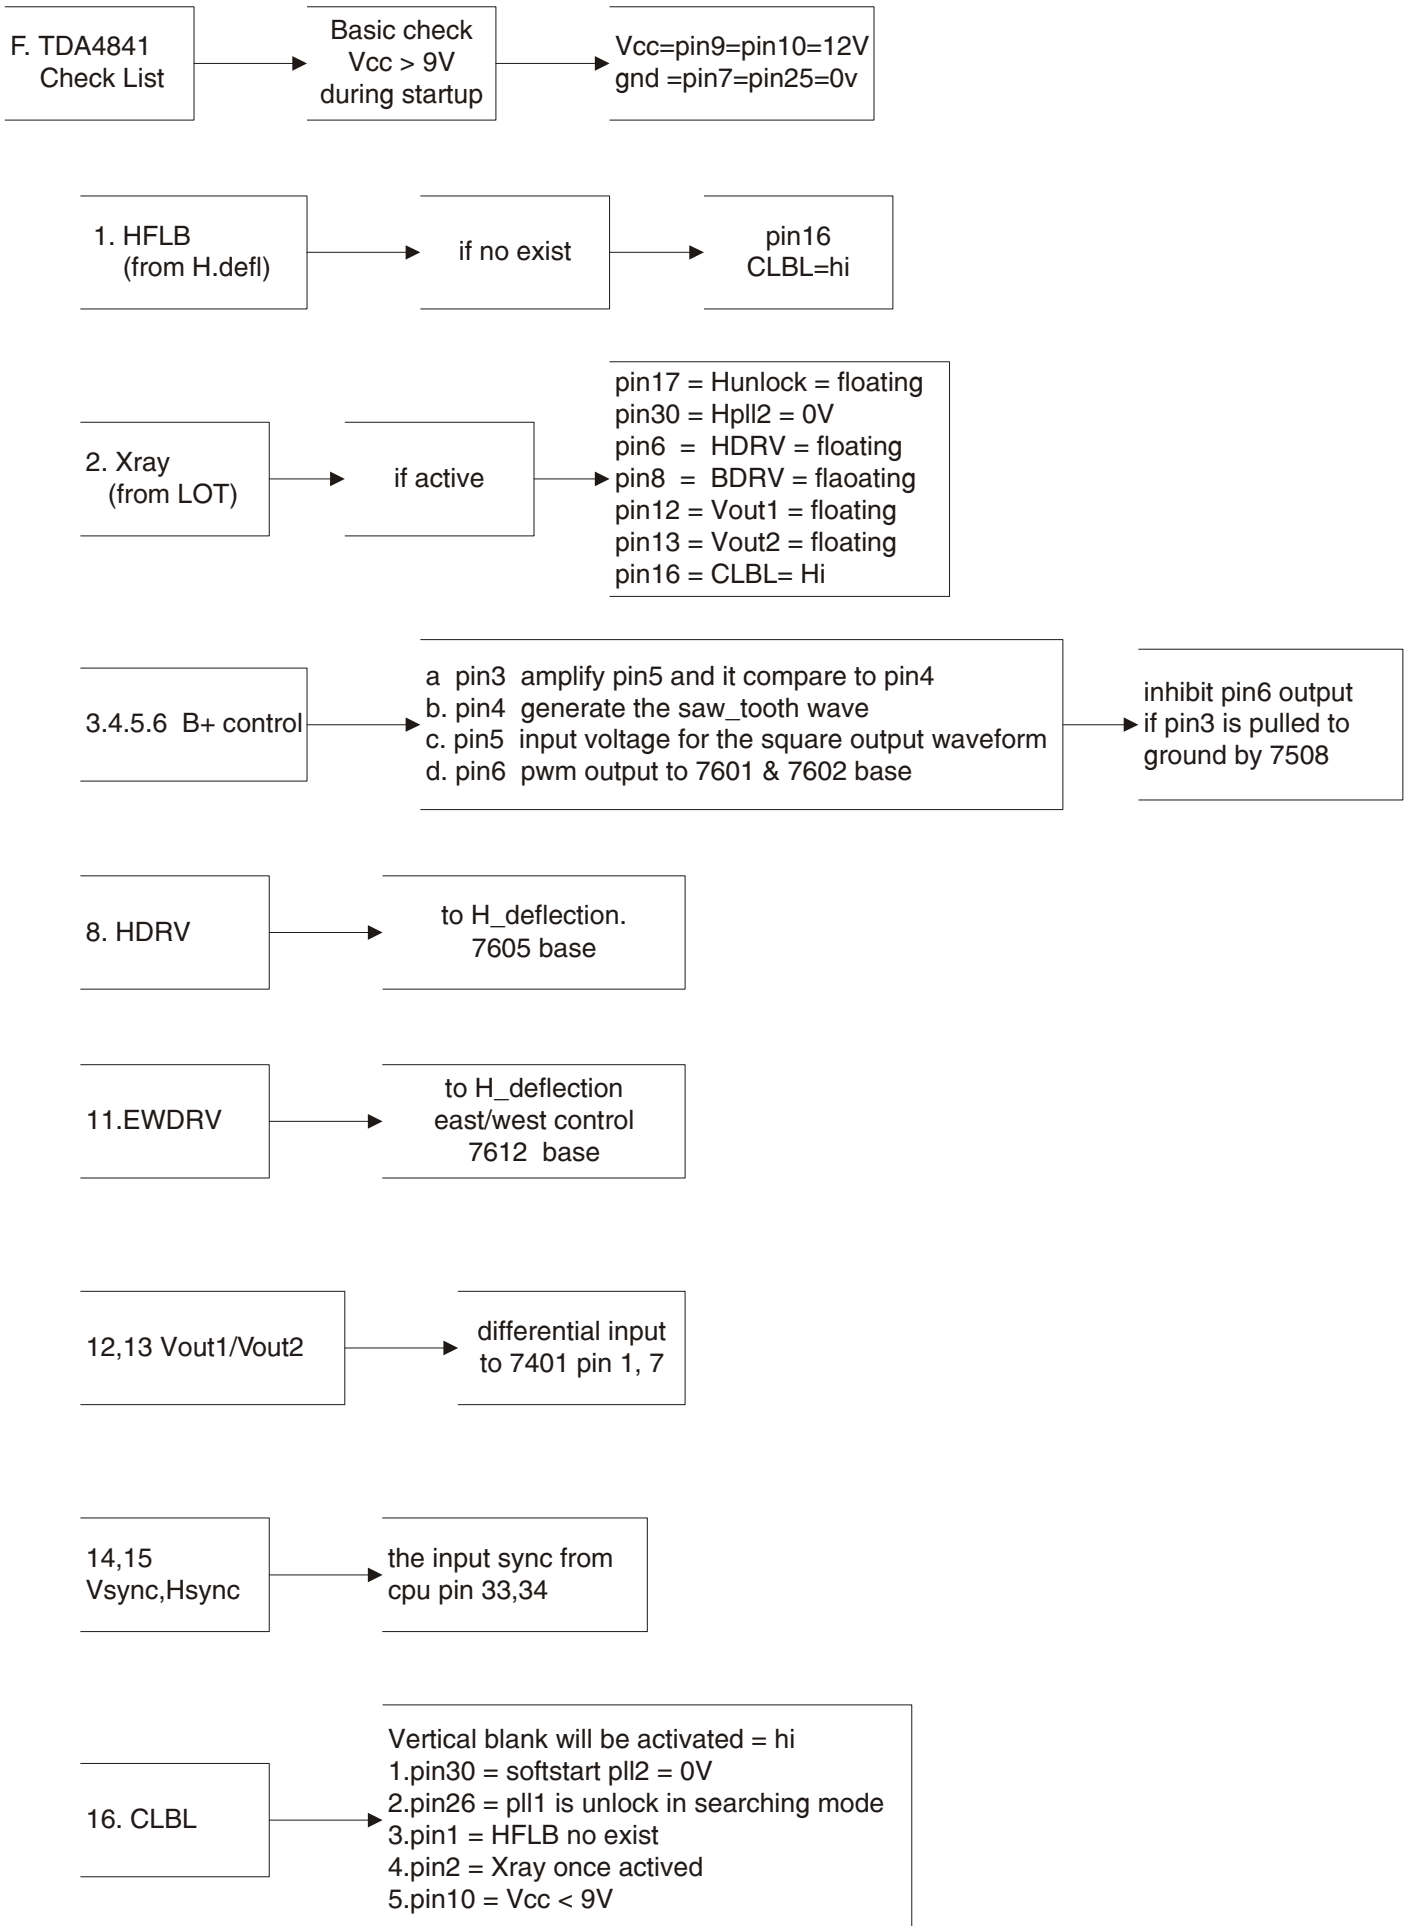 F. TDA4841
Check List
Basic check
Vcc > 9V
during startup
Vcc=pin9=pin10=12V
gnd =pin7=pin25=0v
1. HFLB
(from H.defl)
if no exist
pin16
CLBL=hi
2. Xray
(from LOT)
if active
pin17 = Hunlock = floating
pin30 = Hpll2 = 0V
pin6 = HDRV = floating
pin8 = BDRV = flaoating
pin12 = Vout1 = floating
pin13 = Vout2 = floating
pin16 = CLBL= Hi
3.4.5.6 B+ control
a pin3 amplify pin5 and it compare to pin4
b. pin4 generate the saw_tooth wave
c. pin5 input voltage for the square output waveform
d. pin6 pwm output to 7601 & 7602 base
inhibit pin6 output
if pin3 is pulled to
ground by 7508
8. HDRV
to H_deflection.
7605 base
11.EWDRV
to H_deflection
east/west control
7612 base
12,13 Vout1/Vout2
differential input
to 7401 pin 1, 7
14,15
Vsync,Hsync
the input sync from
cpu pin 33,34
16. CLBL
Vertical blank will be activated = hi
1.pin30 = softstart pll2 = 0V
2.pin26 = pll1 is unlock in searching mode
3.pin1 = HFLB no exist
4.pin2 = Xray once actived
5.pin10 = Vcc < 9V